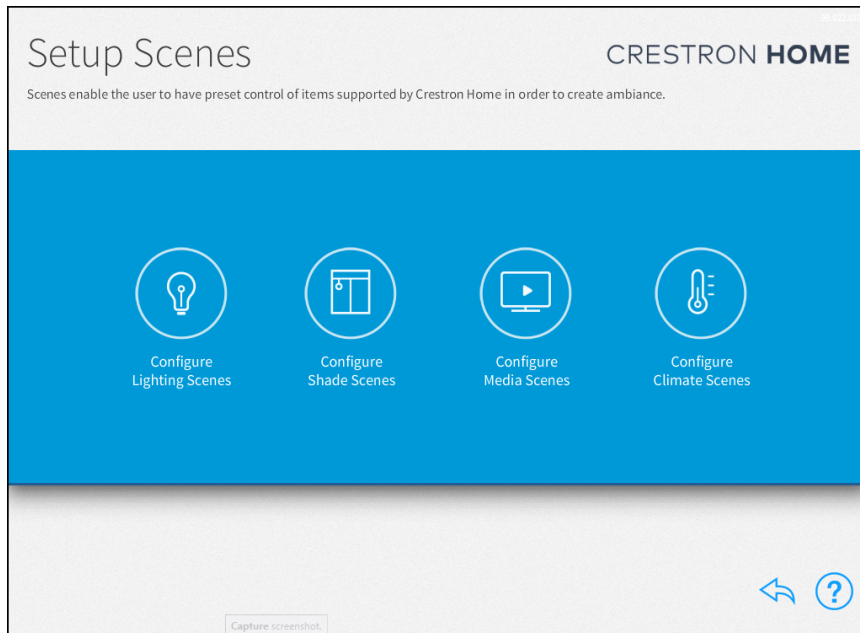 Setup Scenes
CRESTRON HOME
Scenes enable the user to have preset control of items supported by Crestron Home in order to create ambiance.
Configure
Lighting Scenes
Configure
Shade Scenes
Configure
Media Scenes
Configure
Climate Scenes
?
Capture screenshot.